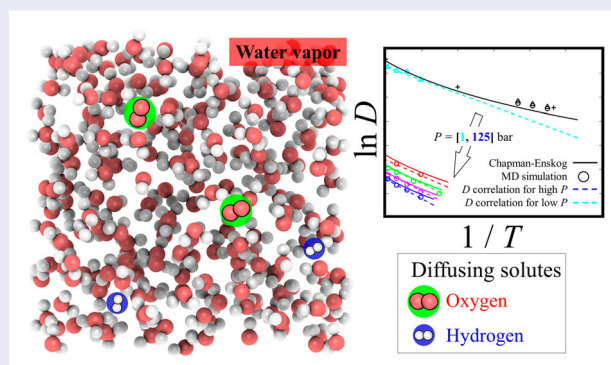 Water vapor
ln D
P = [1, 125] bar
Chapman-Enskog
MD simulation
D correlation for high P
D correlation for low P
1 / T
Diffusing solutes
Oxygen
Hydrogen